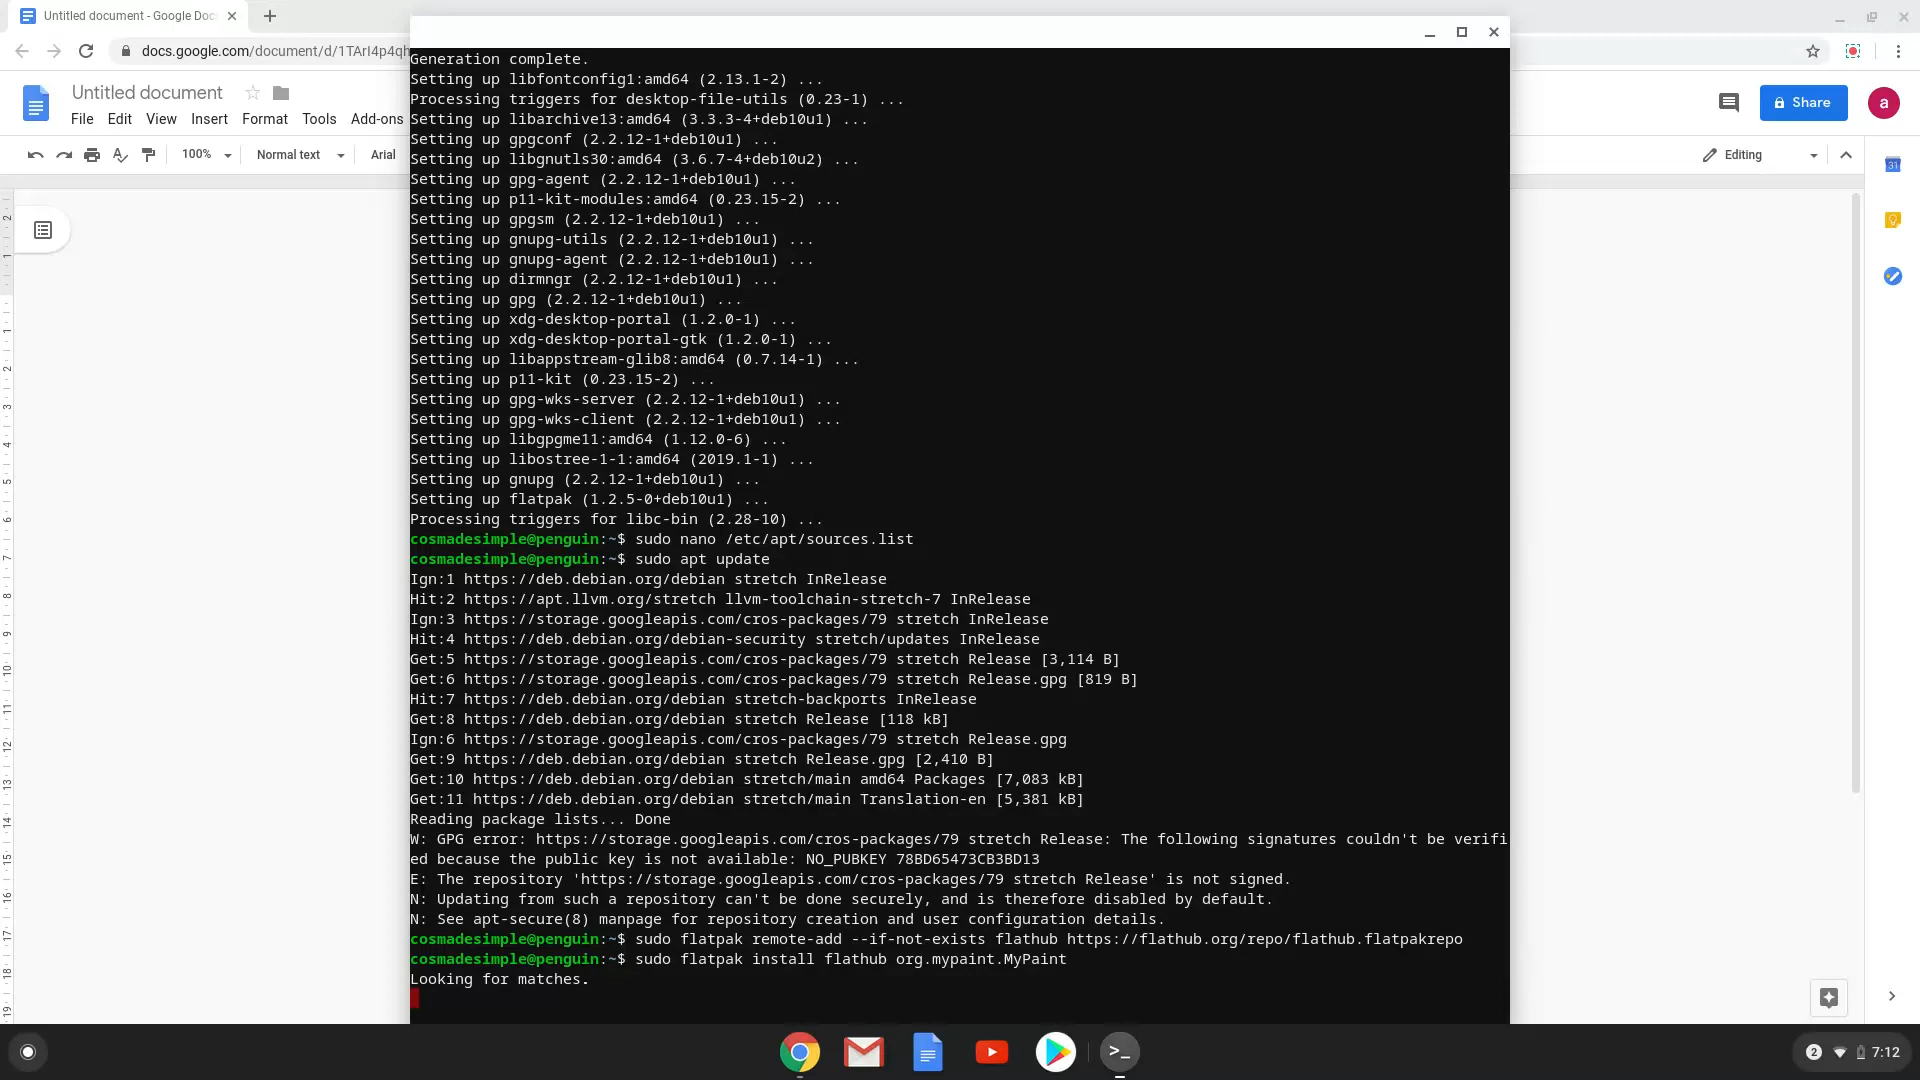 Untitled document - Google Doc
docs.google.com/document/d/1TArI4p4qh
Untitled document
Share
a
File Edit View Insert Format Tools Add-ons
100% Normal text Arial
Editing
31
Generation complete.
Setting up libfontconfig1:amd64 (2.13.1-2) ...
Processing triggers for desktop-file-utils (0.23-1) ...
Setting up libarchive13:amd64 (3.3.3-4+deb10u1) ...
Setting up gpgconf (2.2.12-1+deb10u1) ...
Setting up libgnutls30:amd64 (3.6.7-4+deb10u2) ...
Setting up gpg-agent (2.2.12-1+deb10u1) ...
Setting up p11-kit-modules:amd64 (0.23.15-2) ...
Setting up gpgsm (2.2.12-1+deb10u1) ...
Setting up gnupg-utils (2.2.12-1+deb10u1) ...
Setting up gnupg-agent (2.2.12-1+deb10u1) ...
Setting up dirmngr (2.2.12-1+deb10u1) ...
Setting up gpg (2.2.12-1+deb10u1) ...
Setting up xdg-desktop-portal (1.2.0-1) ...
Setting up xdg-desktop-portal-gtk (1.2.0-1) ...
Setting up libappstream-glib8:amd64 (0.7.14-1) ...
Setting up p11-kit (0.23.15-2) ...
Setting up gpg-wks-server (2.2.12-1+deb10u1) ...
Setting up gpg-wks-client (2.2.12-1+deb10u1) ...
Setting up libgpgme11:amd64 (1.12.0-6) ...
Setting up libostree-1-1:amd64 (2019.1-1) ...
Setting up gnupg (2.2.12-1+deb10u1) ...
Setting up flatpak (1.2.5-0+deb10u1) ...
Processing triggers for libc-bin (2.28-10) ...
cosmadesimple@penguin:~$ sudo nano /etc/apt/sources.list
cosmadesimple@penguin:~$ sudo apt update
Ign:1 https://deb.debian.org/debian stretch InRelease
Hit:2 https://apt.llvm.org/stretch llvm-toolchain-stretch-7 InRelease
Ign:3 https://storage.googleapis.com/cros-packages/79 stretch InRelease
Hit:4 https://deb.debian.org/debian-security stretch/updates InRelease
Get:5 https://storage.googleapis.com/cros-packages/79 stretch Release [3,114 B]
Get:6 https://storage.googleapis.com/cros-packages/79 stretch Release.gpg [819 B]
Hit:7 https://deb.debian.org/debian stretch-backports InRelease
Get:8 https://deb.debian.org/debian stretch Release [118 kB]
Ign:6 https://storage.googleapis.com/cros-packages/79 stretch Release.gpg
Get:9 https://deb.debian.org/debian stretch Release.gpg [2,410 B]
Get:10 https://deb.debian.org/debian stretch/main amd64 Packages [7,083 kB]
Get:11 https://deb.debian.org/debian stretch/main Translation-en [5,381 kB]
Reading package lists... Done
W: GPG error: https://storage.googleapis.com/cros-packages/79 stretch Release: The following signatures couldn't be verifi
ed because the public key is not available: NO_PUBKEY 78BD65473CB3BD13
E: The repository 'https://storage.googleapis.com/cros-packages/79 stretch Release' is not signed.
N: Updating from such a repository can't be done securely, and is therefore disabled by default.
N: See apt-secure(8) manpage for repository creation and user configuration details.
cosmadesimple@penguin:~$ sudo flatpak remote-add --if-not-exists flathub https://flathub.org/repo/flathub.flatpakrepo
cosmadesimple@penguin:~$ sudo flatpak install flathub org.mypaint.MyPaint
Looking for matches.
2
1
1
2
3
4
5
6
7
8
9
10
11
12
13
14
15
16
17
18
19
>_
2 7:12